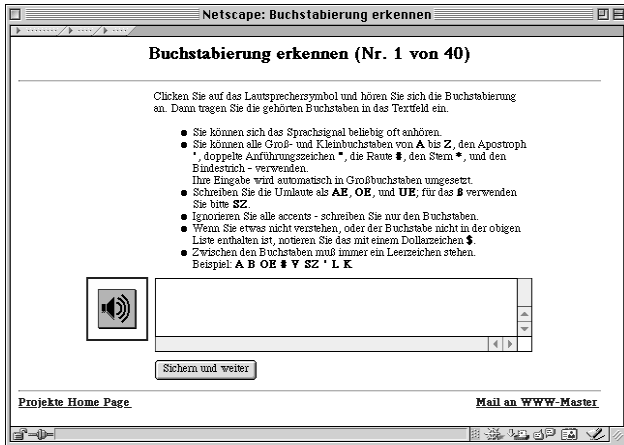 Netscape: Buchstabierung erkennen
Buchstabierung erkennen (Nr. 1 von 40)
Clicken Sie auf das Lautsprechersymbol und hören Sie sich die Buchstabierung
an. Dann tragen Sie die gehörten Buchstaben in das Textfeld ein.
● Sie können sich das Sprachsignal beliebig oft anhören.
● Sie können alle Groß- und Kleinbuchstaben von A bis Z, den Apostroph
', doppelte Anführungszeichen ", die Raute #, den Stern *, und den
Bindestrich - verwenden.
Ihre Eingabe wird automatisch in Großbuchstaben umgesetzt.
● Schreiben Sie die Umlaute als AE, OE, und UE; für das ß verwenden
Sie bitte SZ.
● Ignorieren Sie alle accents - schreiben Sie nur den Buchstaben.
● Wenn Sie etwas nicht verstehen, oder der Buchstabe nicht in der obigen
Liste enthalten ist, notieren Sie das mit einem Dollarzeichen $.
● Zwischen den Buchstaben muß immer ein Leerzeichen stehen.
Beispiel: A B OE # Y SZ ' L K
Sichern und weiter
Projekte Home Page
Mail an WWW-Master